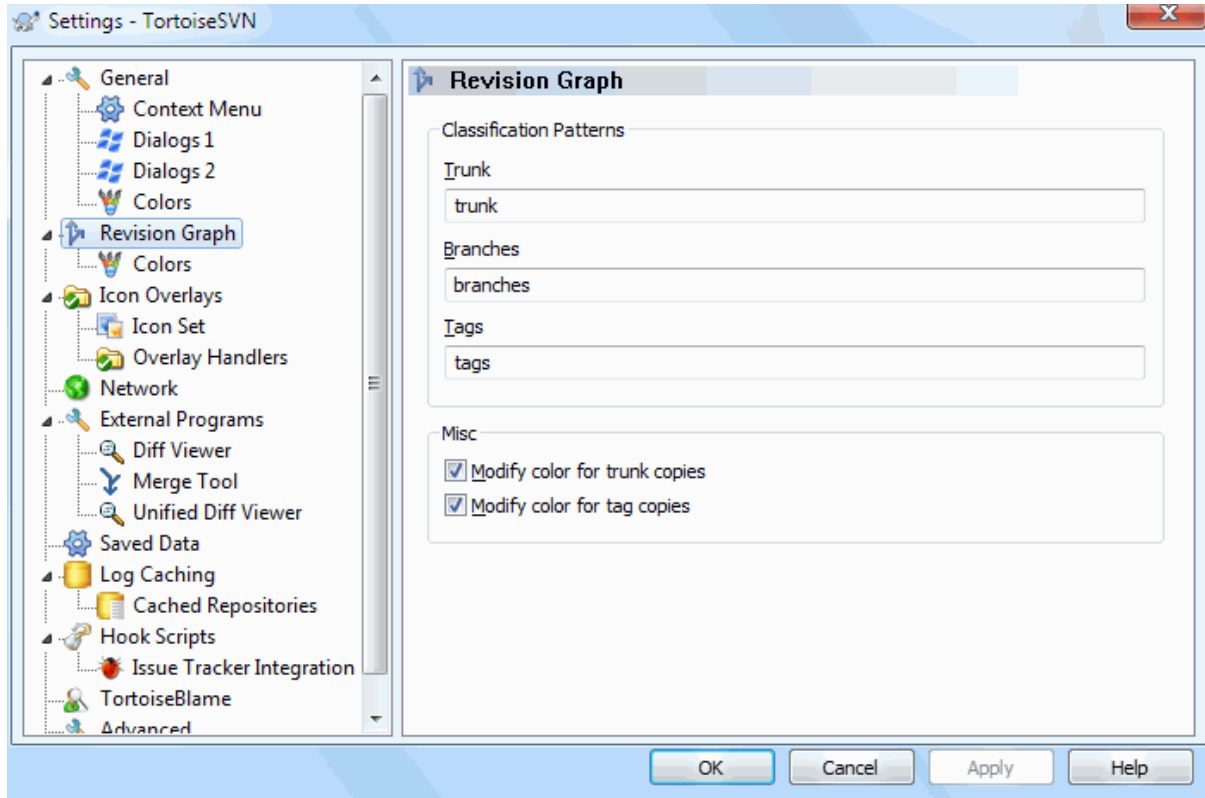 Settings - TortoiseSVN
General
Context Menu
Dialogs 1
Dialogs 2
Colors
Revision Graph
Colors
Icon Overlays
Icon Set
Overlay Handlers
Network
External Programs
Diff Viewer
Merge Tool
Unified Diff Viewer
Saved Data
Log Caching
Cached Repositories
Hook Scripts
Issue Tracker Integration
TortoiseBlame
Advanced
Revision Graph
Classification Patterns
Trunk
trunk
Branches
branches
Tags
tags
Misc
Modify color for trunk copies
Modify color for tag copies
OK Cancel Apply Help